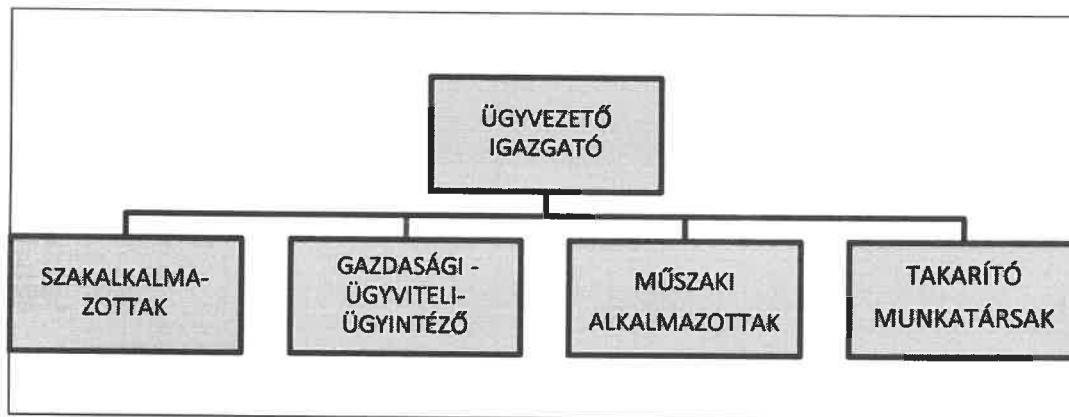 ÜGYVEZETŐ
IGAZGATÓ
SZAKALKALMA-
ZOTTAK
GAZDASÁGI -
ÜGYVITELI-
ÜGYINTÉZŐ
MŰSZAKI
ALKALMAZOTTAK
TAKARÍTÓ
MUNKATÁRSAK